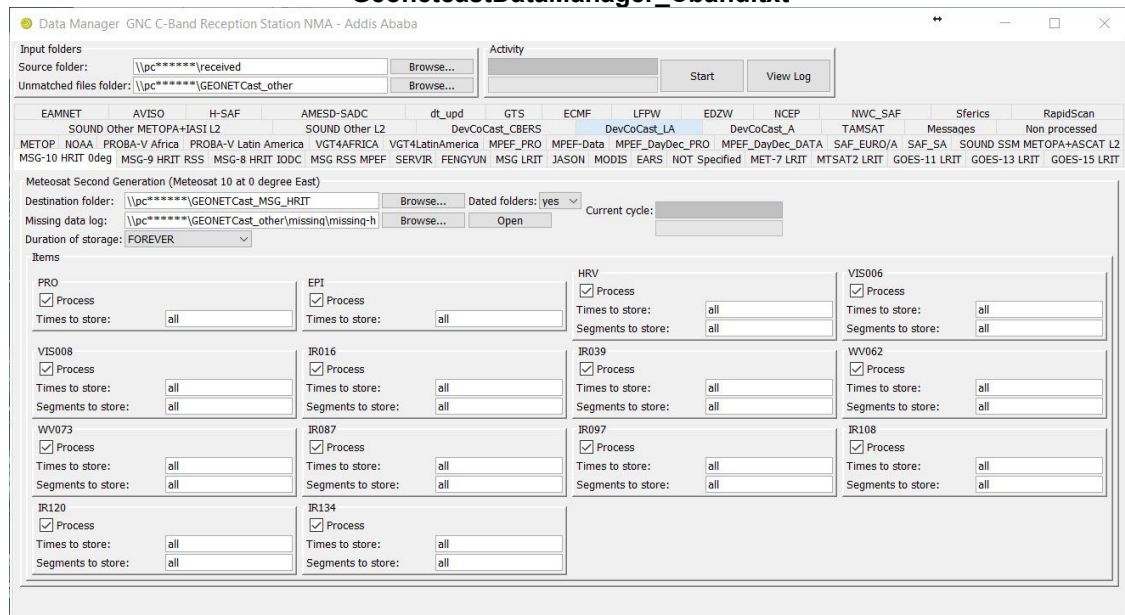 GeonetcastDataManager_Cband.txt
Data Manager GNC C-Band Reception Station NMA - Addis Ababa
Input folders
Source folder: \\pc******\received Browse...
Unmatched files folder: \\pc******\GEONETCast_other Browse...
Activity
Start View Log
EAMNET AVISO H-SAF AMESD-SADC dt_upd GTS ECMF LFPW EDZW NCEP NWC_SAF Sferics RapidScan
SOUND Other METOPA+IASI L2 SOUND Other L2 DevCoCast_CBERS DevCoCast_LA DevCoCast_A TAMSAT Messages Non processed
METOP NOAA PROBA-V Africa PROBA-V Latin America VGT4AFRICA VGT4LatinAmerica MPEF_PRO MPEF-Data MPEF_DayDec_PRO MPEF_DayDec_DATA SAF_EURO/A SAF_SA SOUND SSM METOPA+ASCAT L2
MSG-10 HRIT 0deg MSG-9 HRIT RSS MSG-8 HRIT IODC MSG RSS MPEF SERVIR FENGYUN MSG LRIT JASON MODIS EARS NOT Specified MET-7 LRIT MTSAT2 LRIT GOES-11 LRIT GOES-13 LRIT GOES-15 LRIT
Meteosat Second Generation (Meteosat 10 at 0 degree East)
Destination folder: \\pc******\GEONETCast_MSG_HRIT Browse... Dated folders: yes Current cycle:
Missing data log: \\pc******\GEONETCast_other\missing\missing-h Browse... Open
Duration of storage: FOREVER
Items
PRO
Process
Times to store: all
EPI
Process
Times to store: all
HRV
Process
Times to store: all
Segments to store: all
VIS006
Process
Times to store: all
Segments to store: all
VIS008
Process
Times to store: all
Segments to store: all
IR016
Process
Times to store: all
Segments to store: all
IR039
Process
Times to store: all
Segments to store: all
WV062
Process
Times to store: all
Segments to store: all
WV073
Process
Times to store: all
Segments to store: all
IR087
Process
Times to store: all
Segments to store: all
IR097
Process
Times to store: all
Segments to store: all
IR108
Process
Times to store: all
Segments to store: all
IR120
Process
Times to store: all
Segments to store: all
IR134
Process
Times to store: all
Segments to store: all